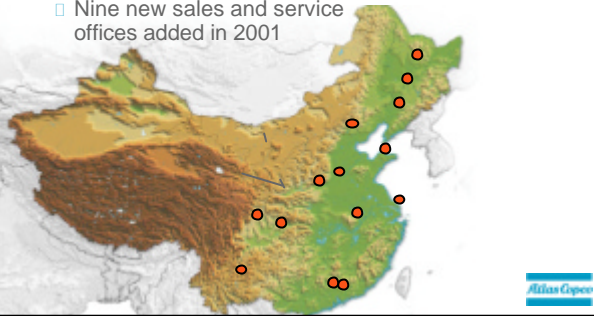 Nine new sales and service
offices added in 2001
Atlas Copco